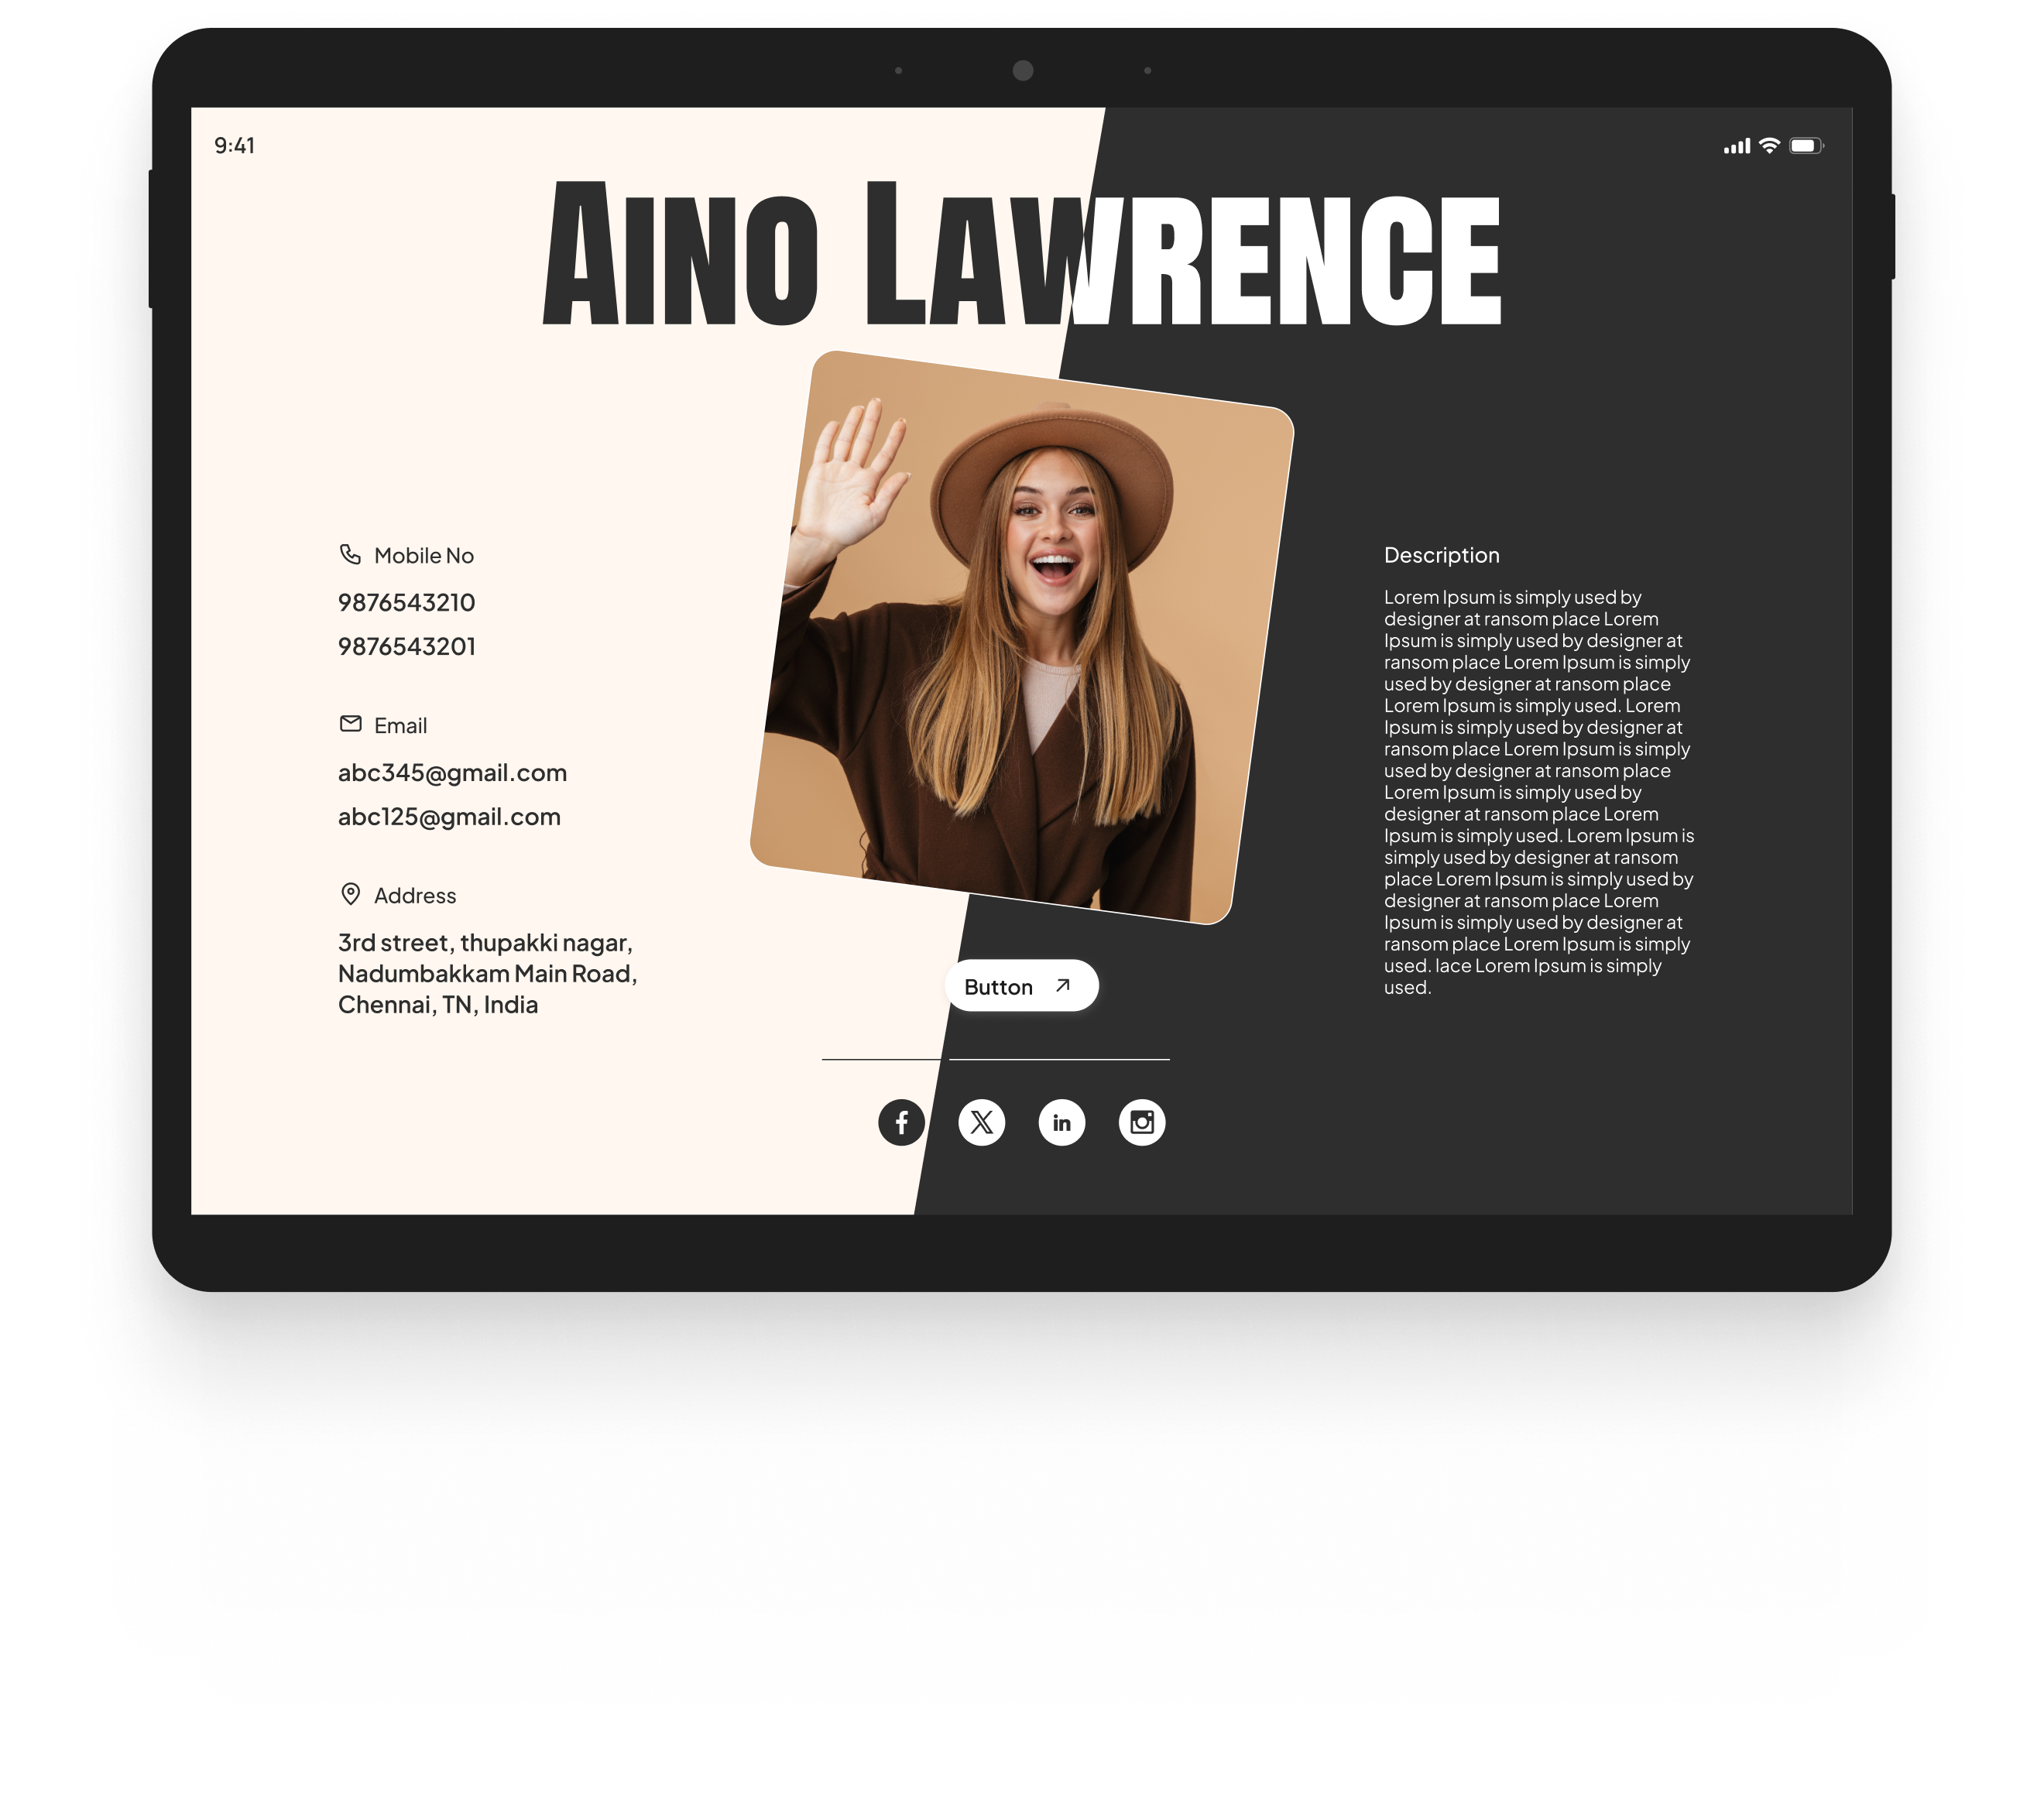 9:41
AINO LAWRENCE
Mobile No
9876543210
9876543201
Email
abc345@gmail.com
abc125@gmail.com
Address
3rd street, thupakki nagar,
Nadumbakkam Main Road,
Chennai, TN, India
Button
Description
Lorem Ipsum is simply used by
designer at ransom place Lorem
Ipsum is simply used by designer at
ransom place Lorem Ipsum is simply
used by designer at ransom place
Lorem Ipsum is simply used. Lorem
Ipsum is simply used by designer at
ransom place Lorem Ipsum is simply
used by designer at ransom place
Lorem Ipsum is simply used by
designer at ransom place Lorem
Ipsum is simply used. Lorem Ipsum is
simply used by designer at ransom
place Lorem Ipsum is simply used by
designer at ransom place Lorem
Ipsum is simply used by designer at
ransom place Lorem Ipsum is simply
used. lace Lorem Ipsum is simply
used.